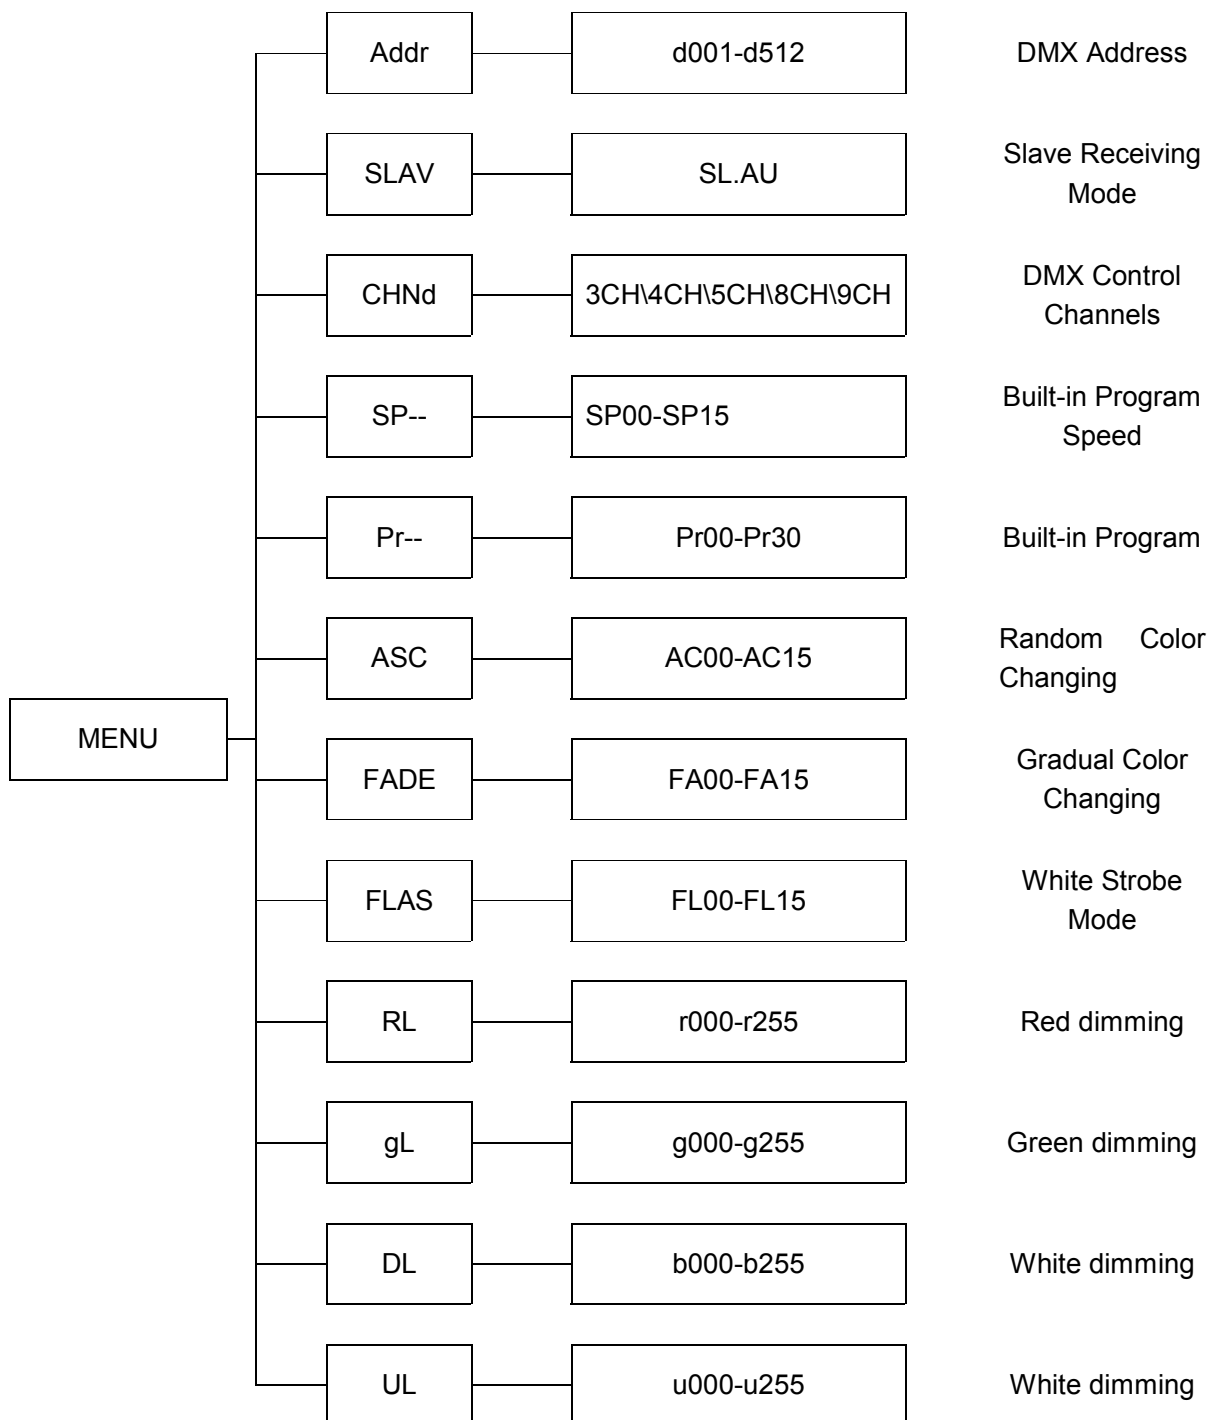 Addr d001-d512 DMX Address
SLAV SL.AU Slave Receiving
Mode
CHNd 3CH\4CH\5CH\8CH\9CH DMX Control
Channels
SP-- SP00-SP15 Built-in Program
Speed
Pr-- Pr00-Pr30 Built-in Program
ASC AC00-AC15 Random Color
Changing
MENU
FADE FA00-FA15 Gradual Color
Changing
FLAS FL00-FL15 White Strobe
Mode
RL r000-r255 Red dimming
gL g000-g255 Green dimming
DL b000-b255 White dimming
UL u000-u255 White dimming